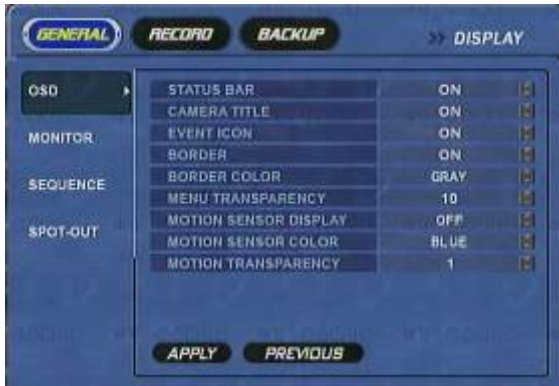 GENERAL RECORD BACKUP >> DISPLAY
OSD
MONITOR
SEQUENCE
SPOT-OUT
STATUS BAR ON
CAMERA TITLE ON
EVENT ICON ON
BORDER ON
BORDER COLOR GRAY
MENU TRANSPARENCY 10
MOTION SENSOR DISPLAY OFF
MOTION SENSOR COLOR BLUE
MOTION TRANSPARENCY 1
APPLY PREVIOUS